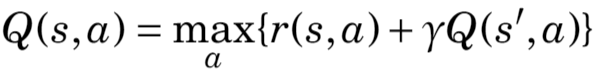 Q(s,a) = max_a{r(s,a) + γQ(s′,a)}